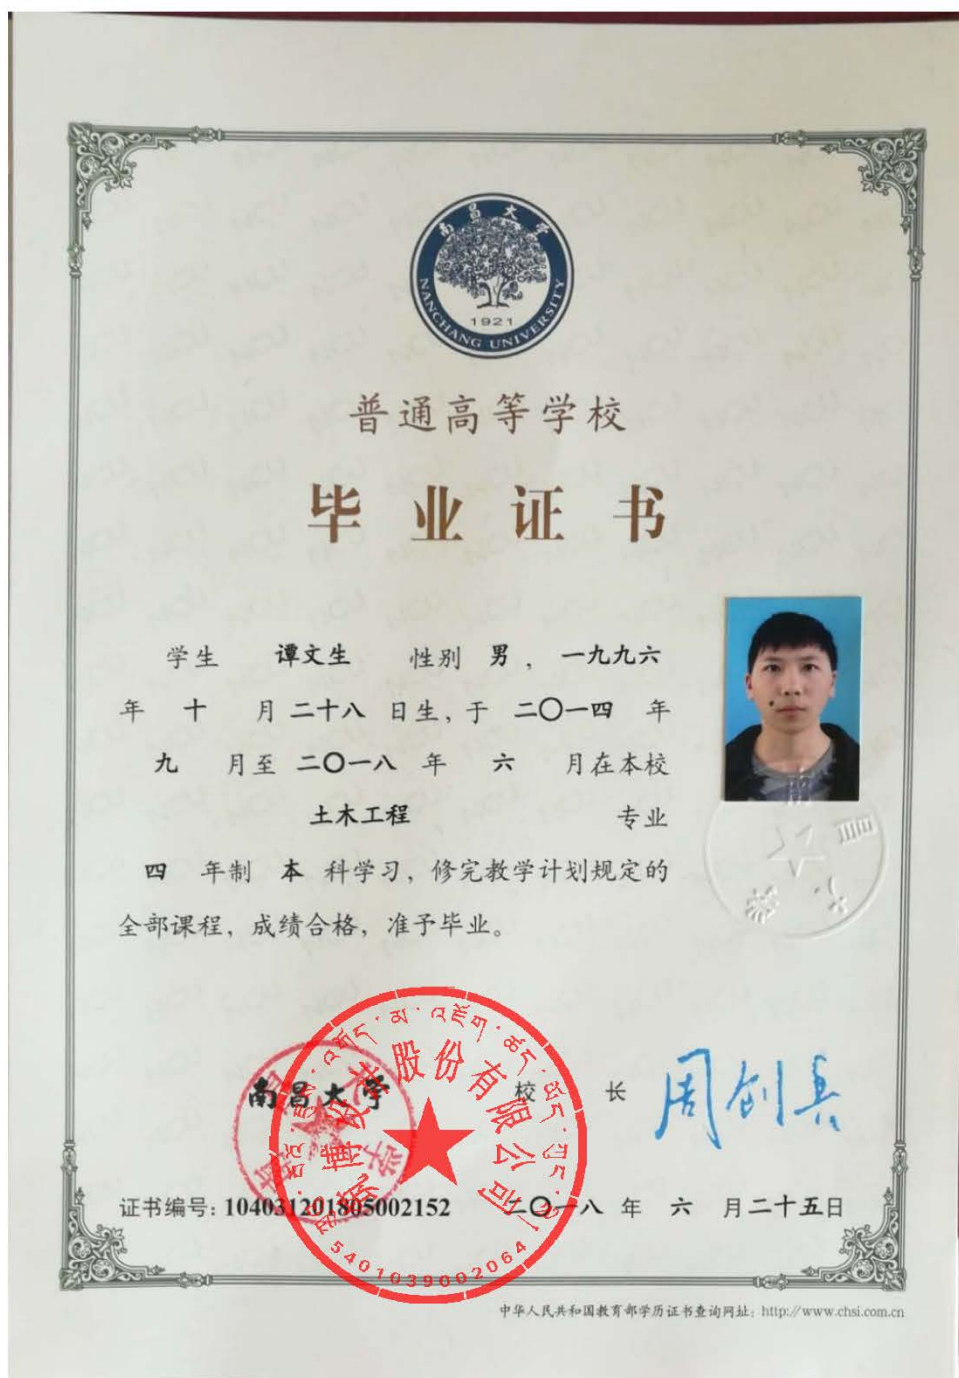 南昌大学
NANCHANG UNIVERSITY
1921
普通高等学校
毕业证书
学生 谭文生 性别 男，一九九六
年 十 月 二十八 日生，于 二〇一四 年
九 月至 二〇一八 年 六 月在本校
土木工程 专业
四 年制 本 科学习，修完教学计划规定的
全部课程，成绩合格，准予毕业。
南昌大学 校 长 周创兵
股份有限公司
证书编号：104031201805002152 二〇一八 年 六 月二十五日
5401039002064
中华人民共和国教育部学历证书查询网址：http://www.chsi.com.cn